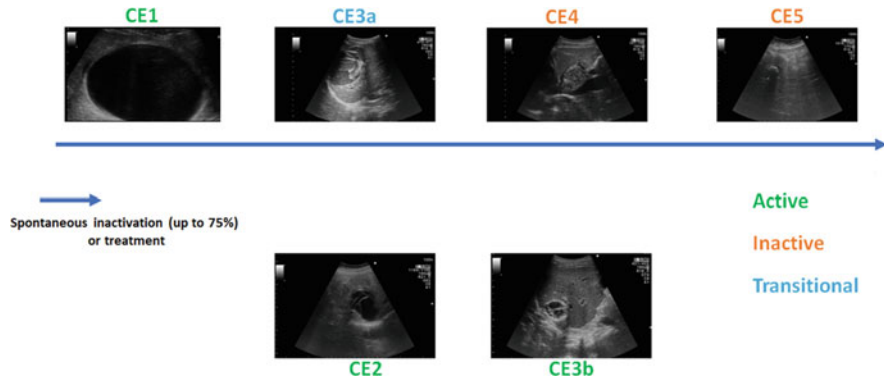 CE1
CE3a
CE4
CE5
Spontaneous inactivation (up to 75%)
or treatment
Active
Inactive
Transitional
CE2
CE3b